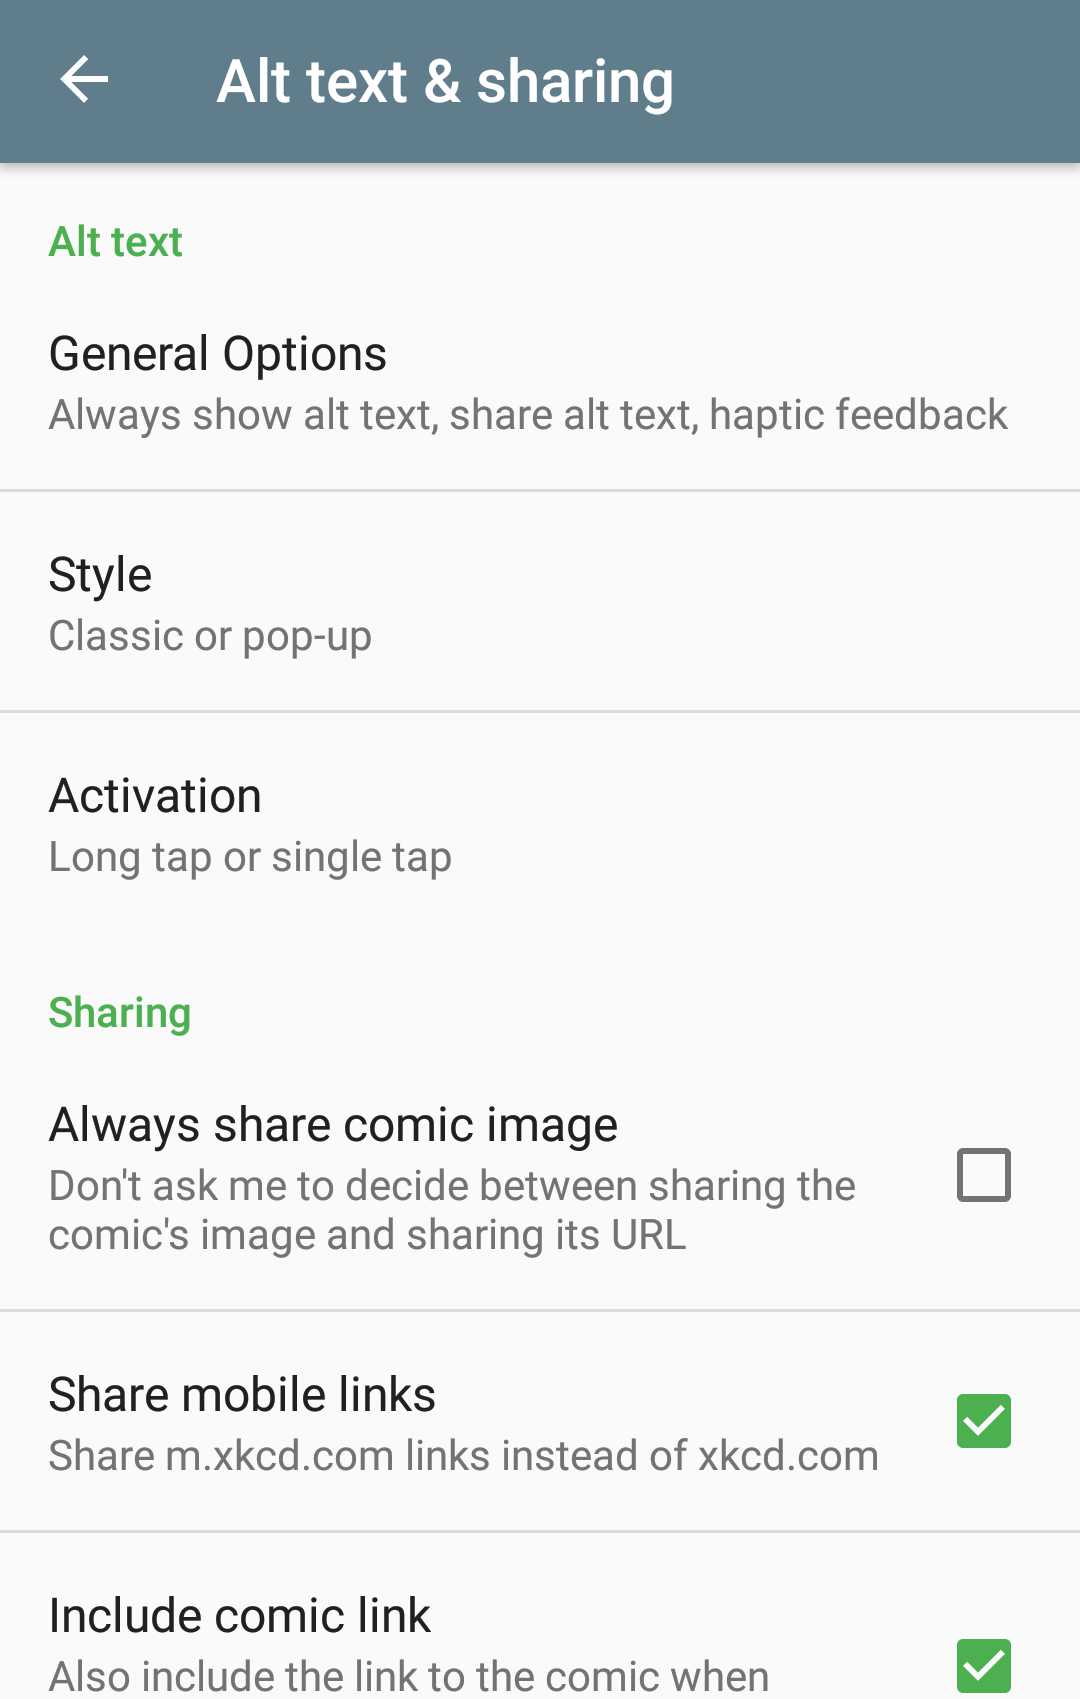 Alt text & sharing
Alt text
General Options
Always show alt text, share alt text, haptic feedback
Style
Classic or pop-up
Activation
Long tap or single tap
Sharing
Always share comic image
Don't ask me to decide between sharing the
comic's image and sharing its URL
Share mobile links
Share m.xkcd.com links instead of xkcd.com
Include comic link
Also include the link to the comic when